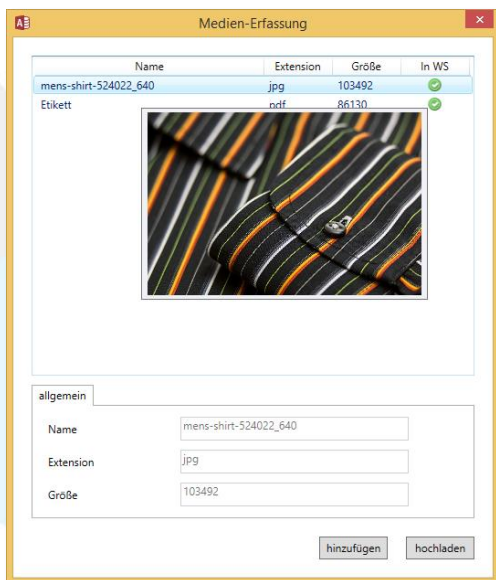 Medien-Erfassung
Name Extension Größe In WS
mens-shirt-524022_640 jpg 103492
Etikett pdf 86130
allgemein
Name mens-shirt-524022_640
Extension jpg
Größe 103492
hinzufügen hochladen